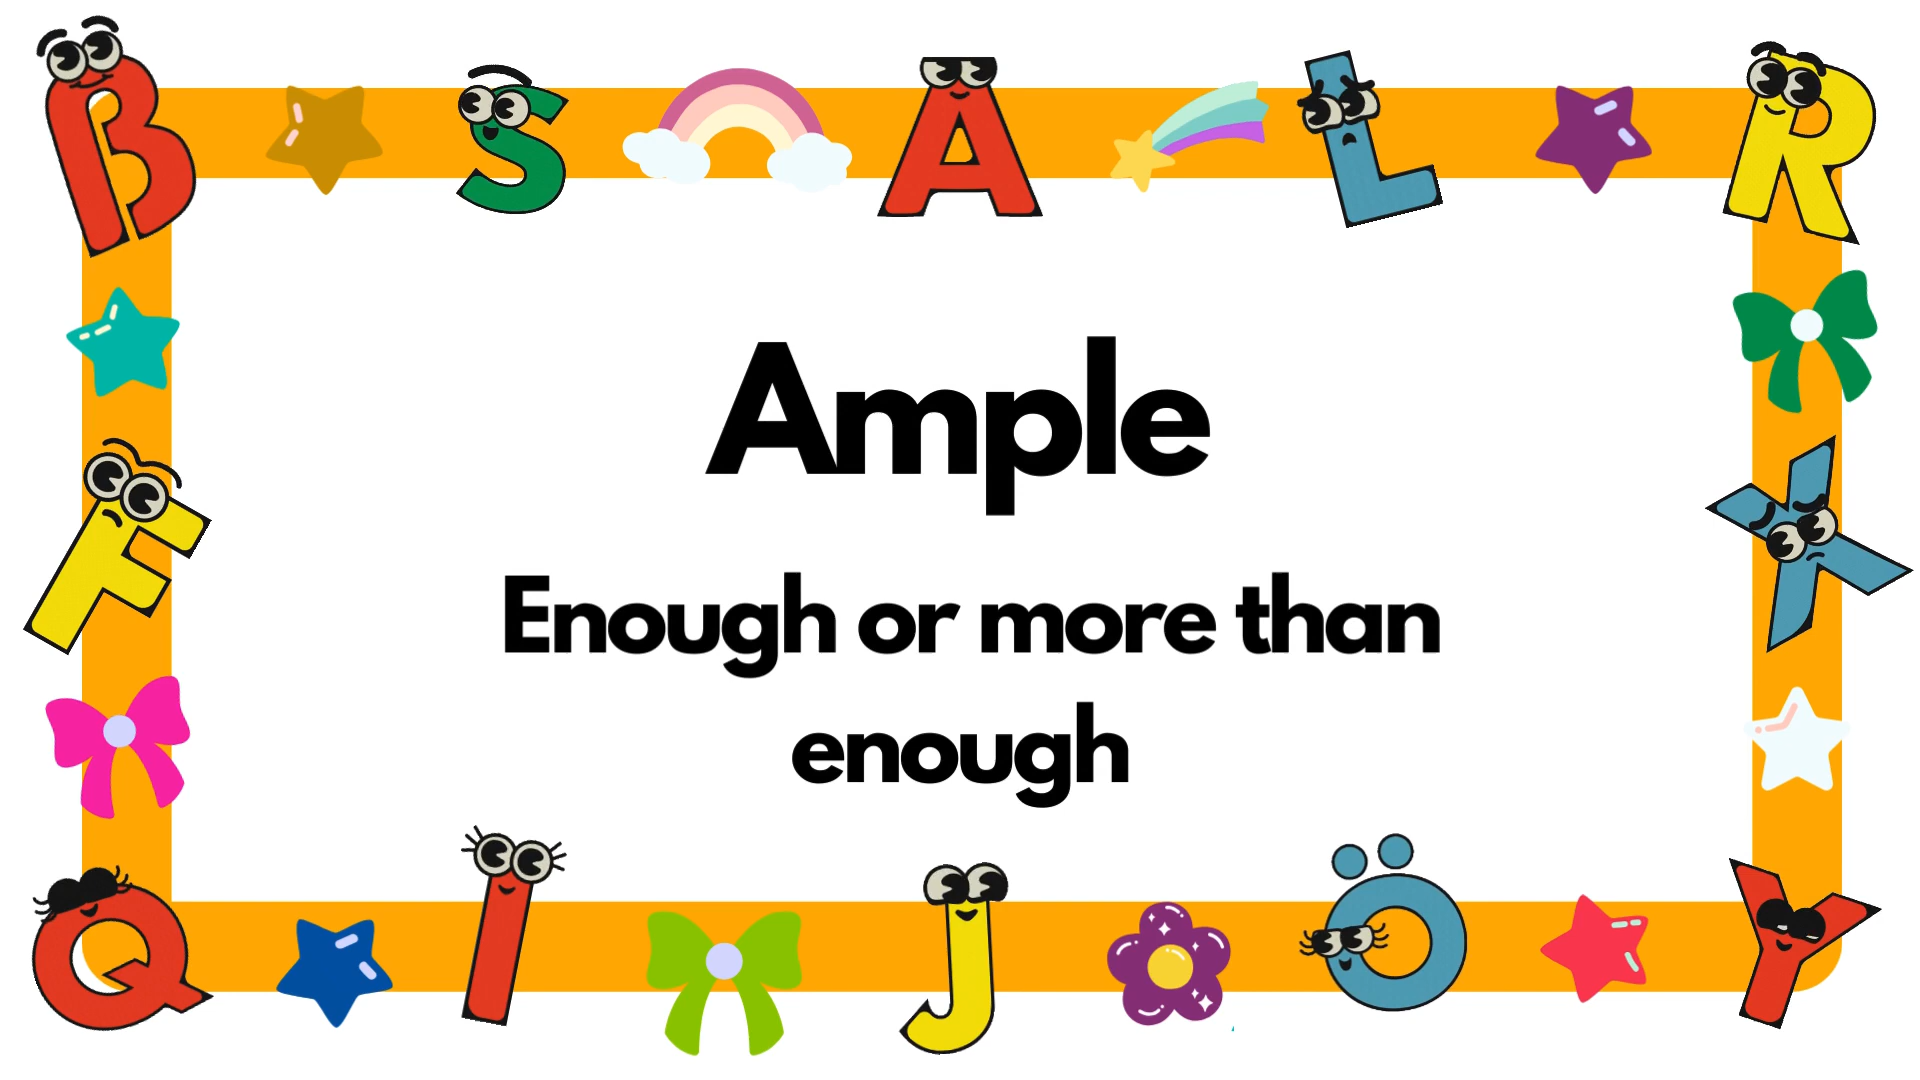 B S A L R
Ample
Enough or more than
enough
F X
Q I J Ö Y